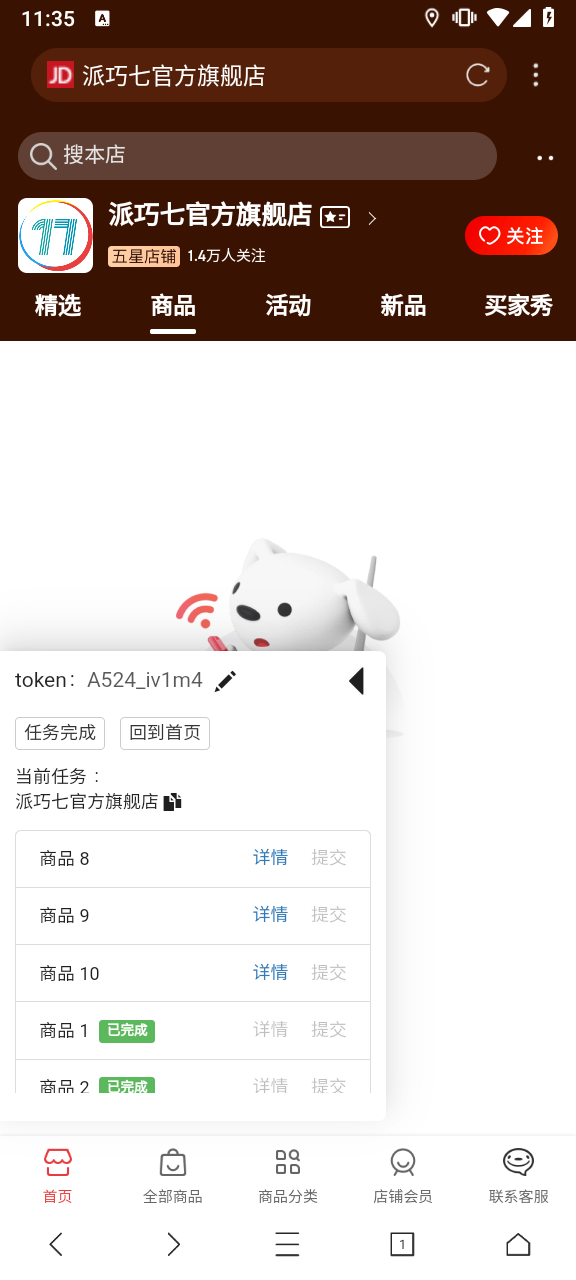 11:35
A
JD 派巧七官方旗舰店
搜本店
派巧七官方旗舰店
五星店铺 1.4万人关注
关注
精选 商品 活动 新品 买家秀
token: A524_iv1m4
任务完成 回到首页
当前任务：
派巧七官方旗舰店
商品 8 详情 提交
商品 9 详情 提交
商品 10 详情 提交
商品 1 已完成 详情 提交
商品 2 已完成 详情 提交
首页 全部商品 商品分类 店铺会员 联系客服
1